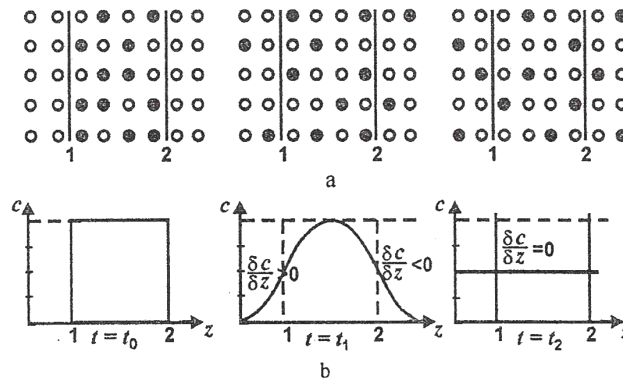 1 2 1 2 1 2
a
c c c
δc/δz >0 δc/δz <0 δc/δz =0
1 t = t₀ 2 z 1 t = t₁ 2 z 1 t = t₂ 2 z
b